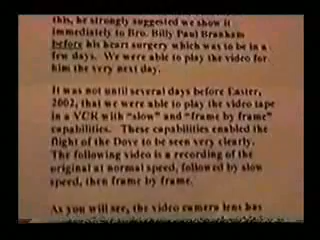 this, he strongly suggested we show it
immediately to Bro. Billy Paul Branham
before his heart surgery which was to be in a
few days. We were able to play the video for
him the very next day.
It was not until several days before Easter,
2002, that we were able to play the video tape
in a VCR with "slow" and "frame by frame"
capabilities. These capabilities enabled the
flight of the Dove to be seen very clearly.
The following video is a recording of the
original at normal speed, followed by slow
speed, then frame by frame.
As you will see, the video camera lens has